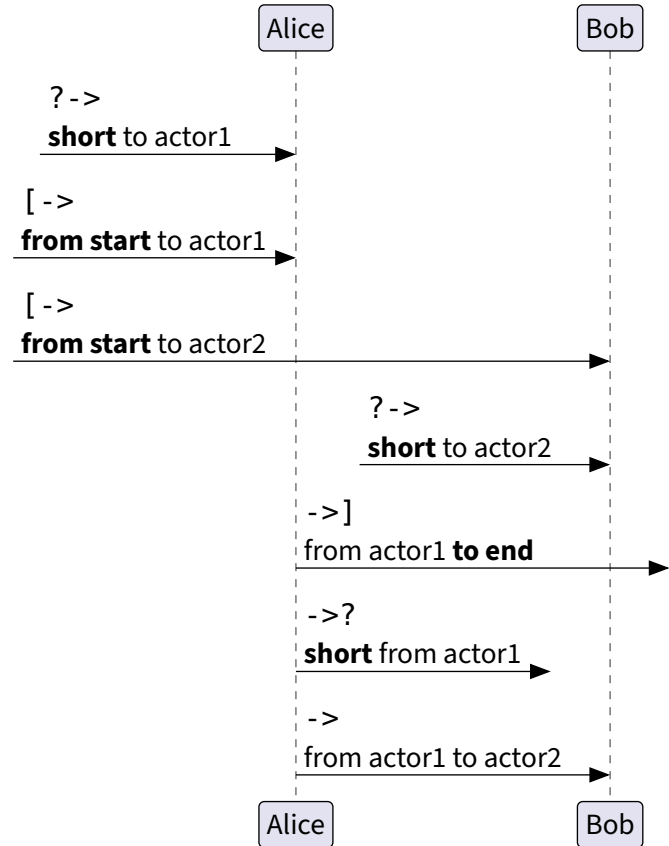 Alice Bob
?->
short to actor1
[->
from start to actor1
[->
from start to actor2
?->
short to actor2
->]
from actor1 to end
->?
short from actor1
->
from actor1 to actor2
Alice Bob